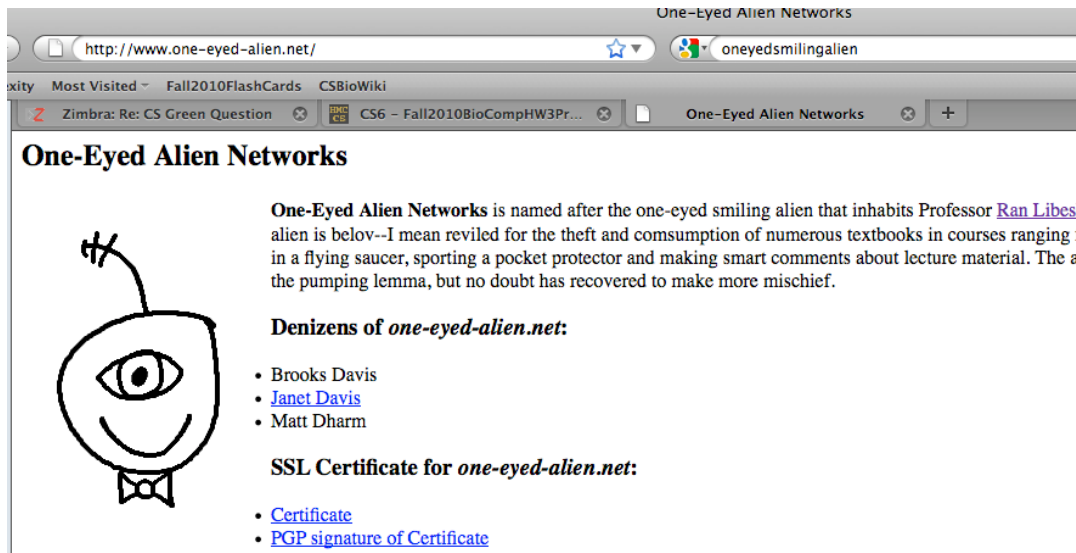 One-Eyed Alien Networks
http://www.one-eyed-alien.net/ oneyedsmilingalien
xity Most Visited Fall2010FlashCards CSBioWiki
Z Zimbra: Re: CS Green Question HMC CS CS6 - Fall2010BioCompHW3Pr... One-Eyed Alien Networks +
One-Eyed Alien Networks
One-Eyed Alien Networks is named after the one-eyed smiling alien that inhabits Professor Ran Libes
alien is belov--I mean reviled for the theft and comsumption of numerous textbooks in courses ranging
in a flying saucer, sporting a pocket protector and making smart comments about lecture material. The a
the pumping lemma, but no doubt has recovered to make more mischief.
Denizens of one-eyed-alien.net:
• Brooks Davis
• Janet Davis
• Matt Dharm
SSL Certificate for one-eyed-alien.net:
• Certificate
• PGP signature of Certificate